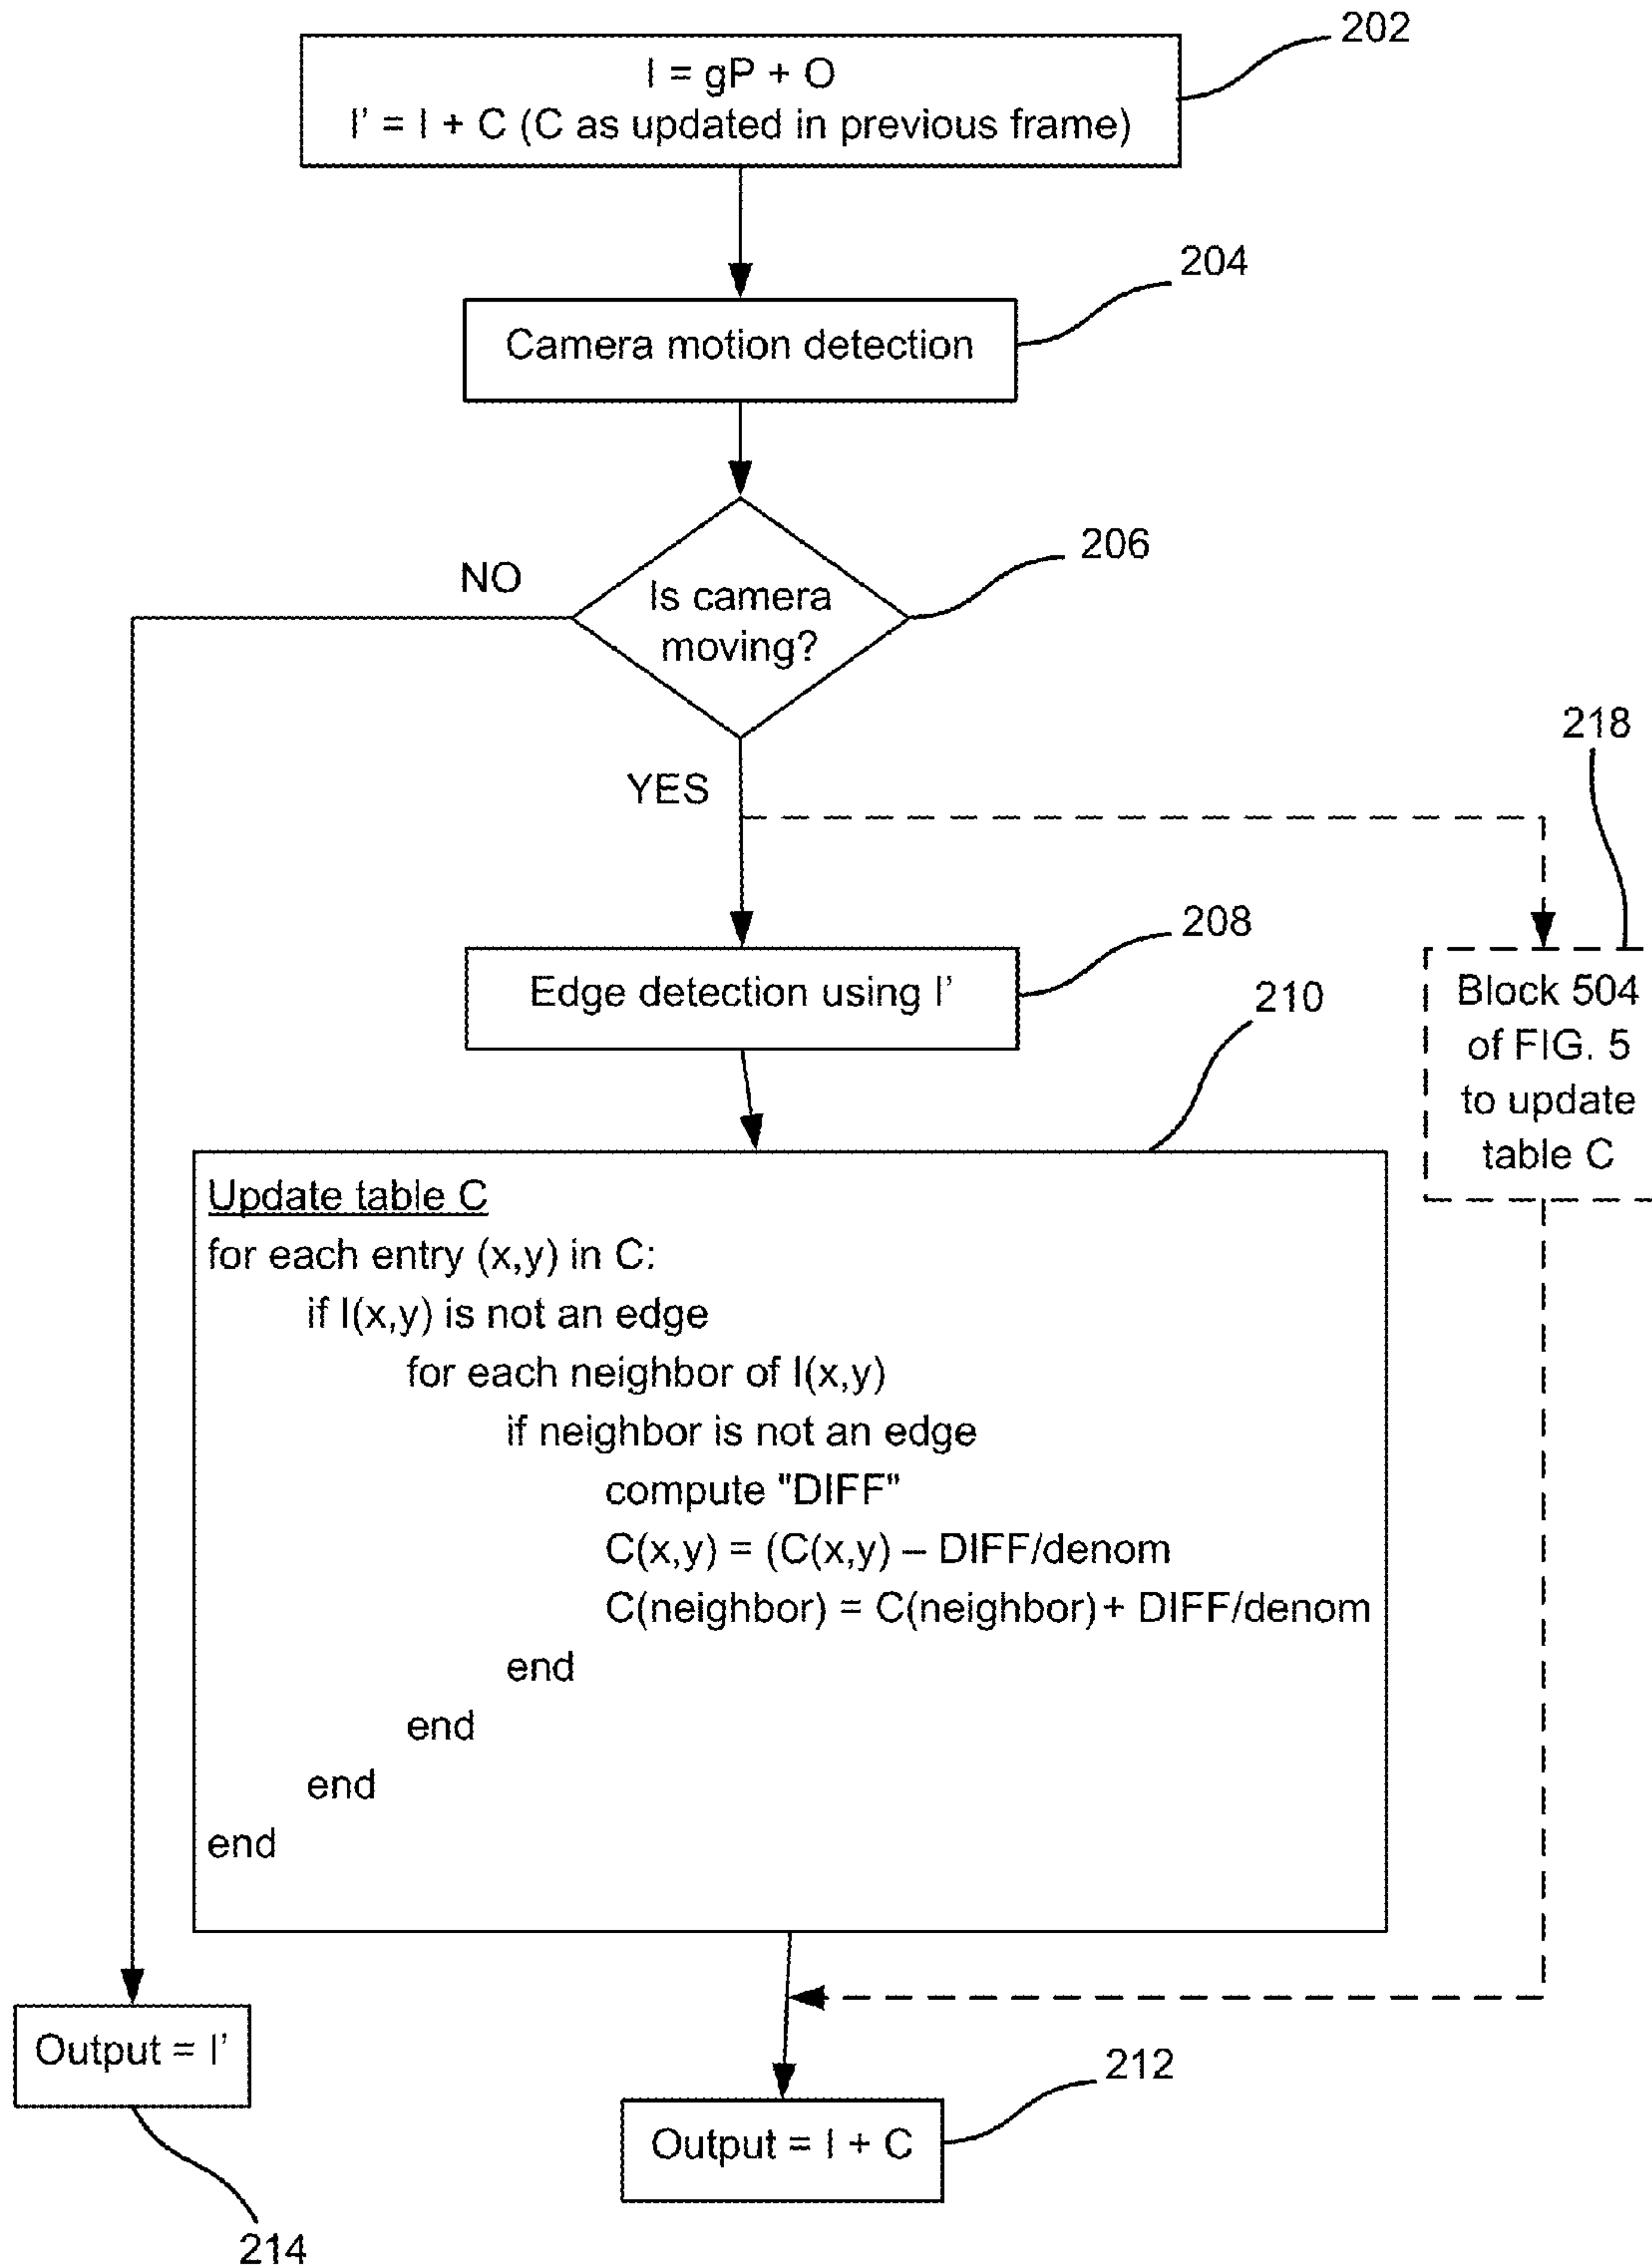 202
I = gP + O
I' = I + C (C as updated in previous frame)
204
Camera motion detection
206
NO
Is camera
moving?
218
YES
208
Edge detection using I'
210
Block 504
of FIG. 5
to update
table C
Update table C
for each entry (x,y) in C:
if I(x,y) is not an edge
for each neighbor of I(x,y)
if neighbor is not an edge
compute "DIFF"
C(x,y) = (C(x,y) – DIFF/denom
C(neighbor) = C(neighbor) + DIFF/denom
end
end
end
end
Output = I'
212
Output = I + C
214